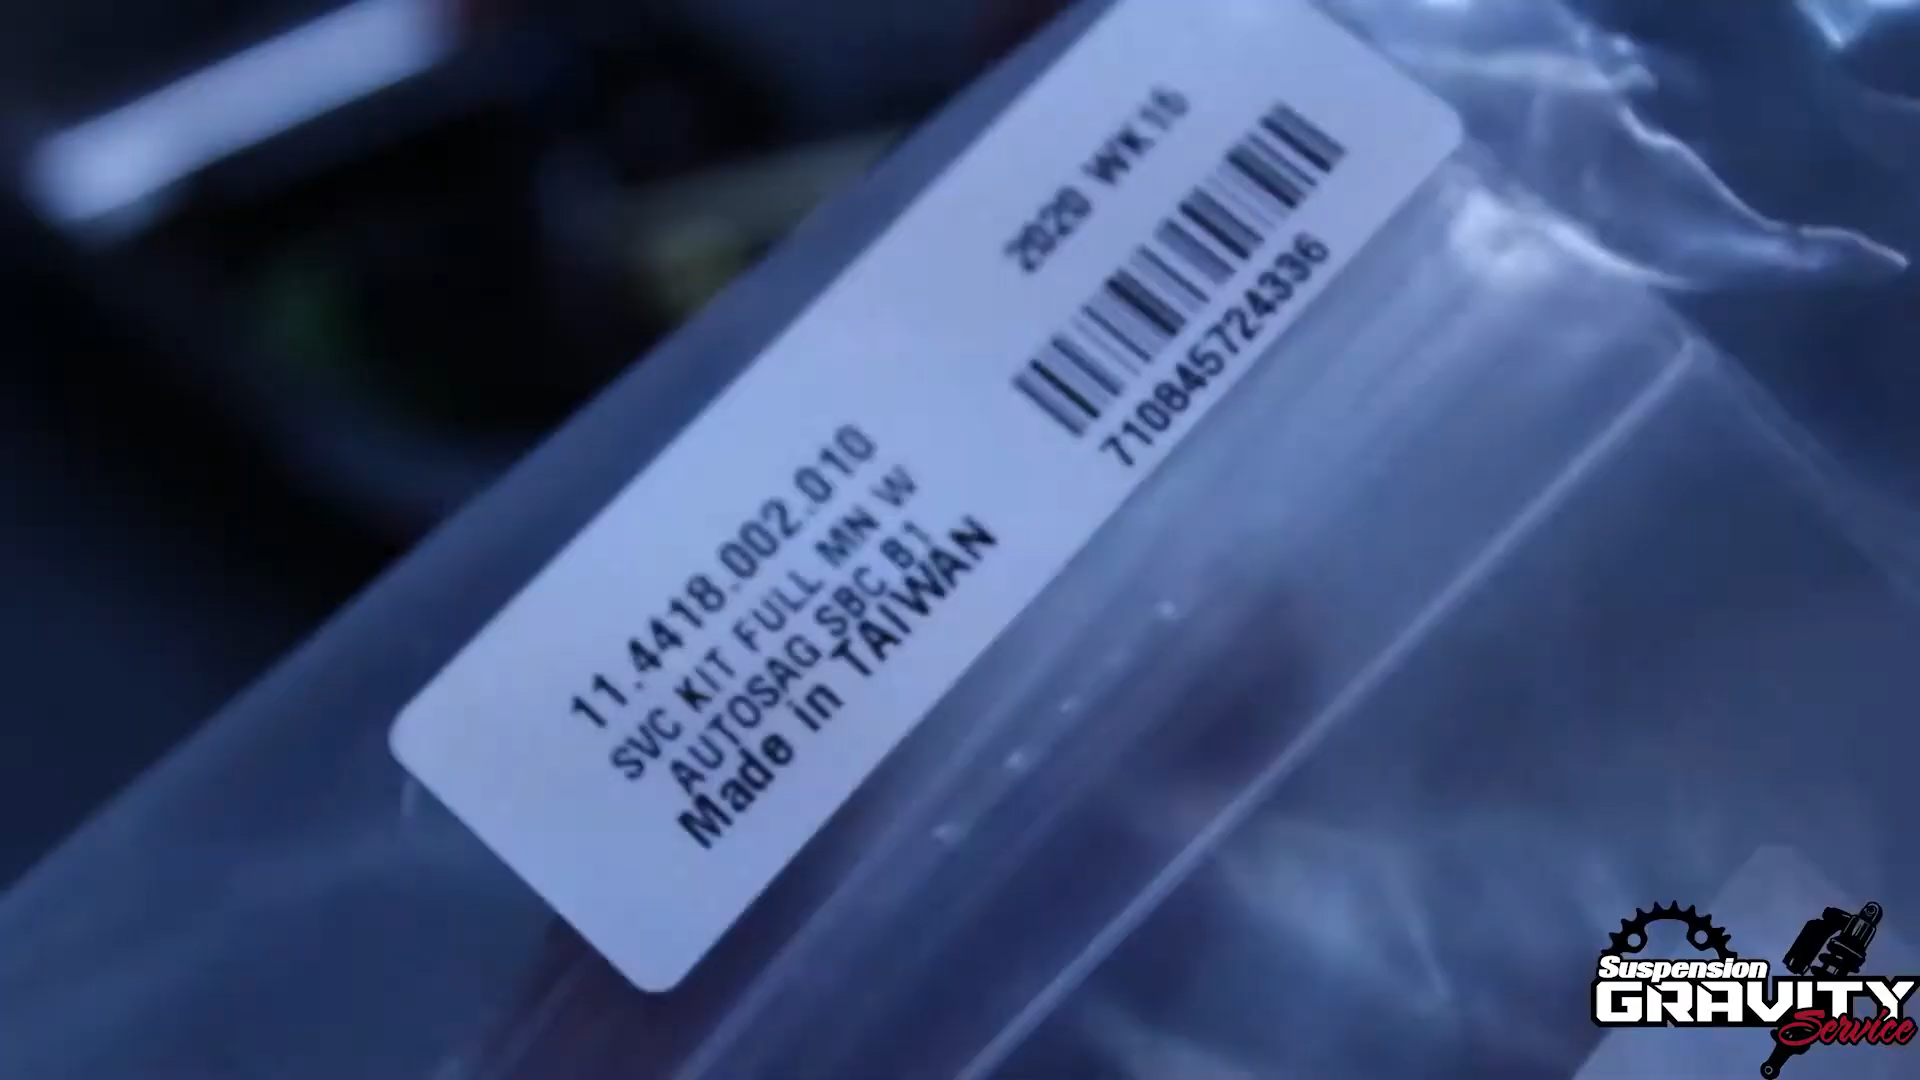 2020 WK15
710845724336
11.4418.002.010
SVC KIT FULL MN W
AUTOSAG SBC B1
Made in TAIWAN
Suspension
GRAVITY
Service